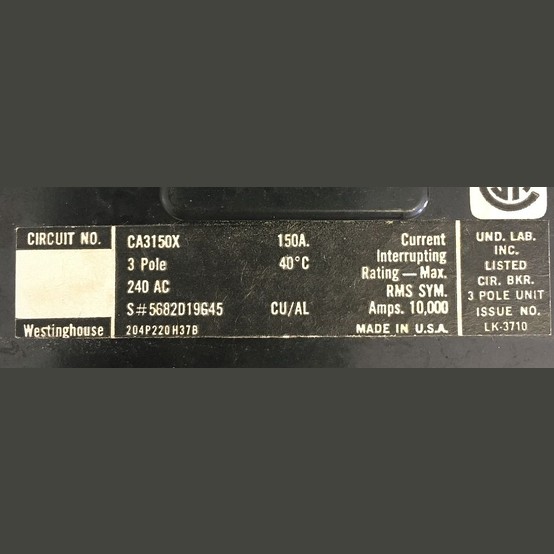 CIRCUIT NO.
Westinghouse
CA3150X 150A.
3 Pole 40°C
240 AC
S#5682D19G45 CU/AL
204P220H37B
Current
Interrupting
Rating — Max.
RMS SYM.
Amps. 10,000
MADE IN U.S.A.
UND. LAB.
INC.
LISTED
CIR. BKR.
3 POLE UNIT
ISSUE NO.
LK-3710